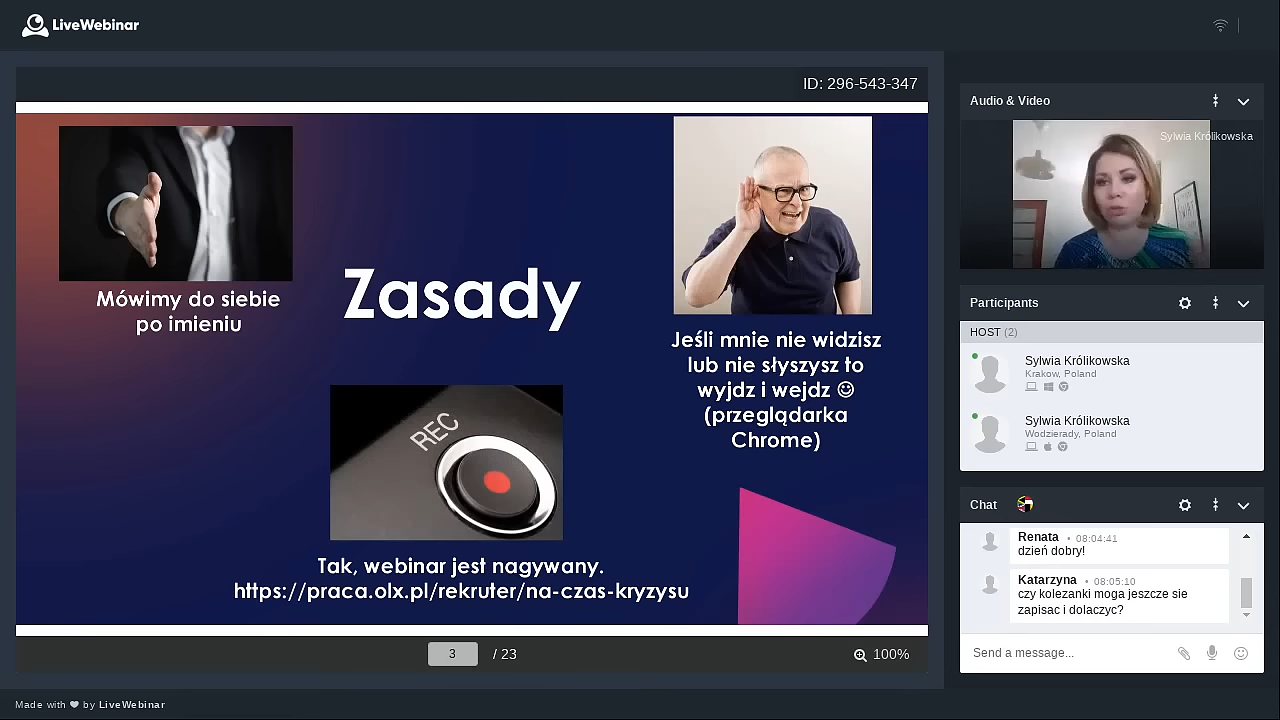 LiveWebinar
ID: 296-543-347
Mówimy do siebie
po imieniu
Zasady
Jeśli mnie nie widzisz
lub nie słyszysz to
wyjdz i wejdz ☺
(przeglądarka
Chrome)
REC
Tak, webinar jest nagywany.
https://praca.olx.pl/rekruter/na-czas-kryzysu
3 / 23
100%
Audio & Video
Sylwia Królikowska
Participants
HOST (2)
Sylwia Królikowska
Krakow, Poland
Sylwia Królikowska
Wodzierady, Poland
Chat
Renata • 08:04:41
dzień dobry!
Katarzyna • 08:05:10
czy kolezanki moga jeszcze sie
zapisac i dolaczyc?
Send a message...
Made with ❤ by LiveWebinar